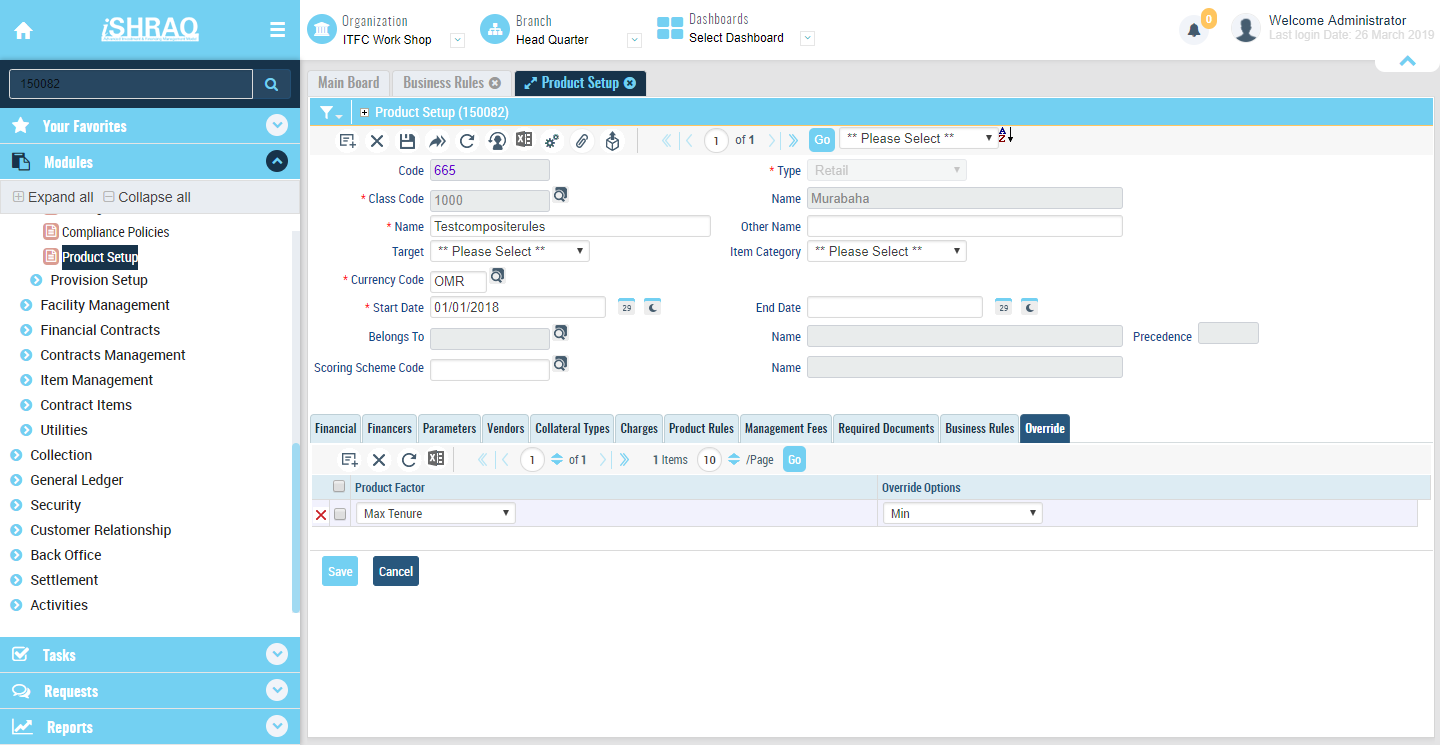 iSHRAQ
Organization
ITFC Work Shop
Branch
Head Quarter
Dashboards
Select Dashboard
0
Welcome Administrator
Last login Date: 26 March 2019
150082
Your Favorites
Modules
Expand all Collapse all
Compliance Policies
Product Setup
Provision Setup
Facility Management
Financial Contracts
Contracts Management
Item Management
Contract Items
Utilities
Collection
General Ledger
Security
Customer Relationship
Back Office
Settlement
Activities
Tasks
Requests
Reports
Main Board Business Rules Product Setup
Product Setup (150082)
1 of 1 Go ** Please Select ** A Z
Code 665 * Type Retail
* Class Code 1000 Name Murabaha
* Name Testcompositerules Other Name
Target ** Please Select ** Item Category ** Please Select **
* Currency Code OMR
* Start Date 01/01/2018 29 End Date 29
Belongs To Name Precedence
Scoring Scheme Code Name
Financial Financers Parameters Vendors Collateral Types Charges Product Rules Management Fees Required Documents Business Rules Override
1 of 1 1 Items 10 /Page Go
Product Factor Override Options
Max Tenure Min
Save Cancel